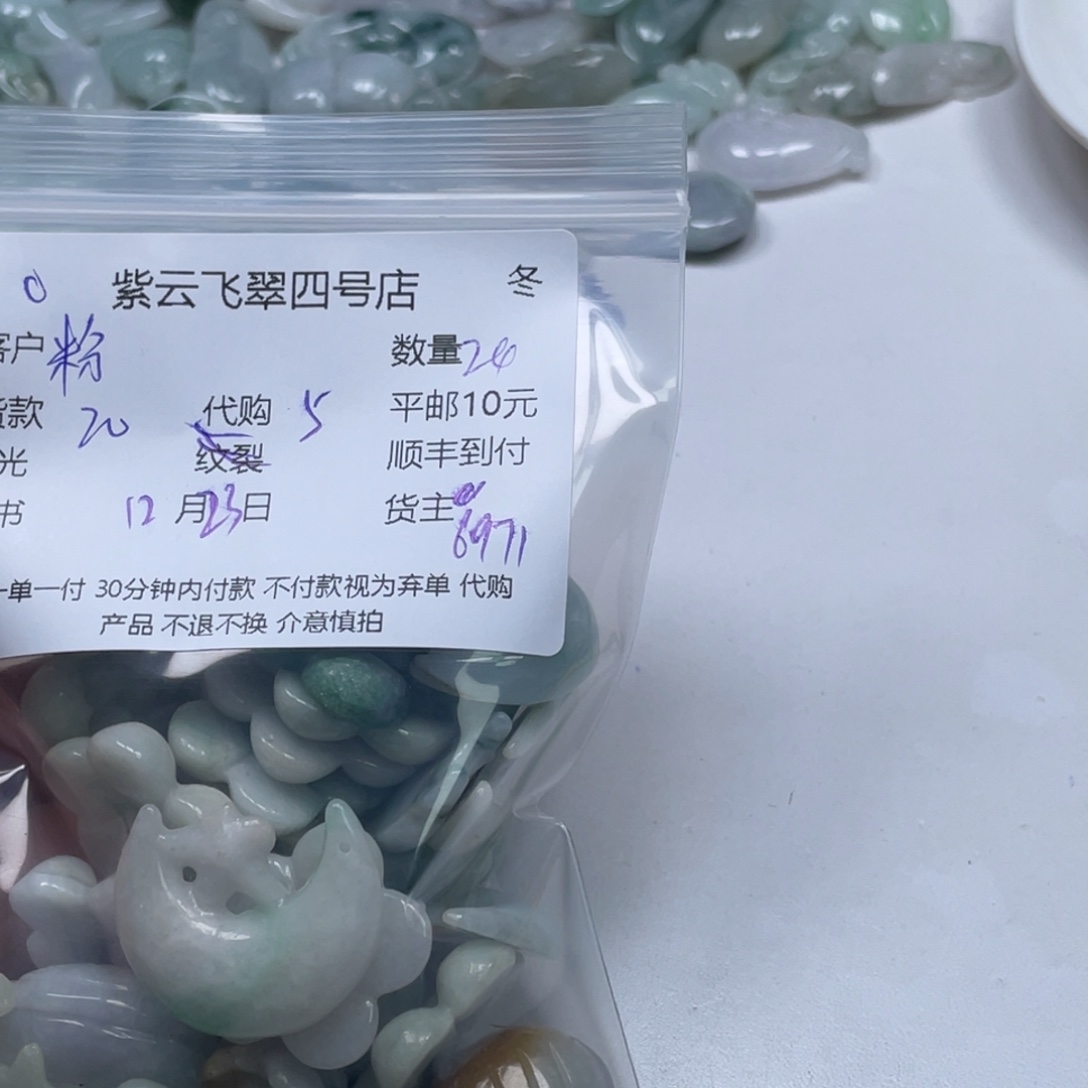 0 紫云飞翠四号店 冬
客户 粉 数量 26
货款 20 代购 5 平邮10元
光 纹裂 顺丰到付
书 12月23日 货主 6971
一单一付 30分钟内付款 不付款视为弃单 代购
产品 不退不换 介意慎拍